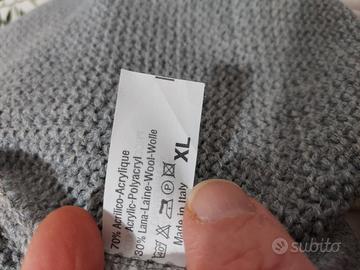 70% Acrilico-Acrylique
Acrylic-Polyacryl
30% Lana-Laine-Wool-Wolle
XL
Made in Italy
subito